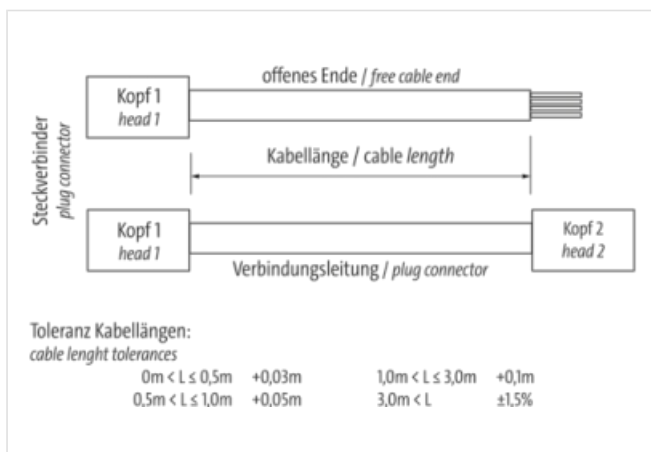 offenes Ende / free cable end
Kopf 1
head 1
Steckverbinder
plug connector
Kabellänge / cable length
Kopf 1
head 1
Kopf 2
head 2
Verbindungsleitung / plug connector
Toleranz Kabellängen:
cable lenght tolerances
0m < L ≤ 0,5m +0,03m 1,0m < L ≤ 3,0m +0,1m
0,5m < L ≤ 1,0m +0,05m 3,0m < L ±1,5%